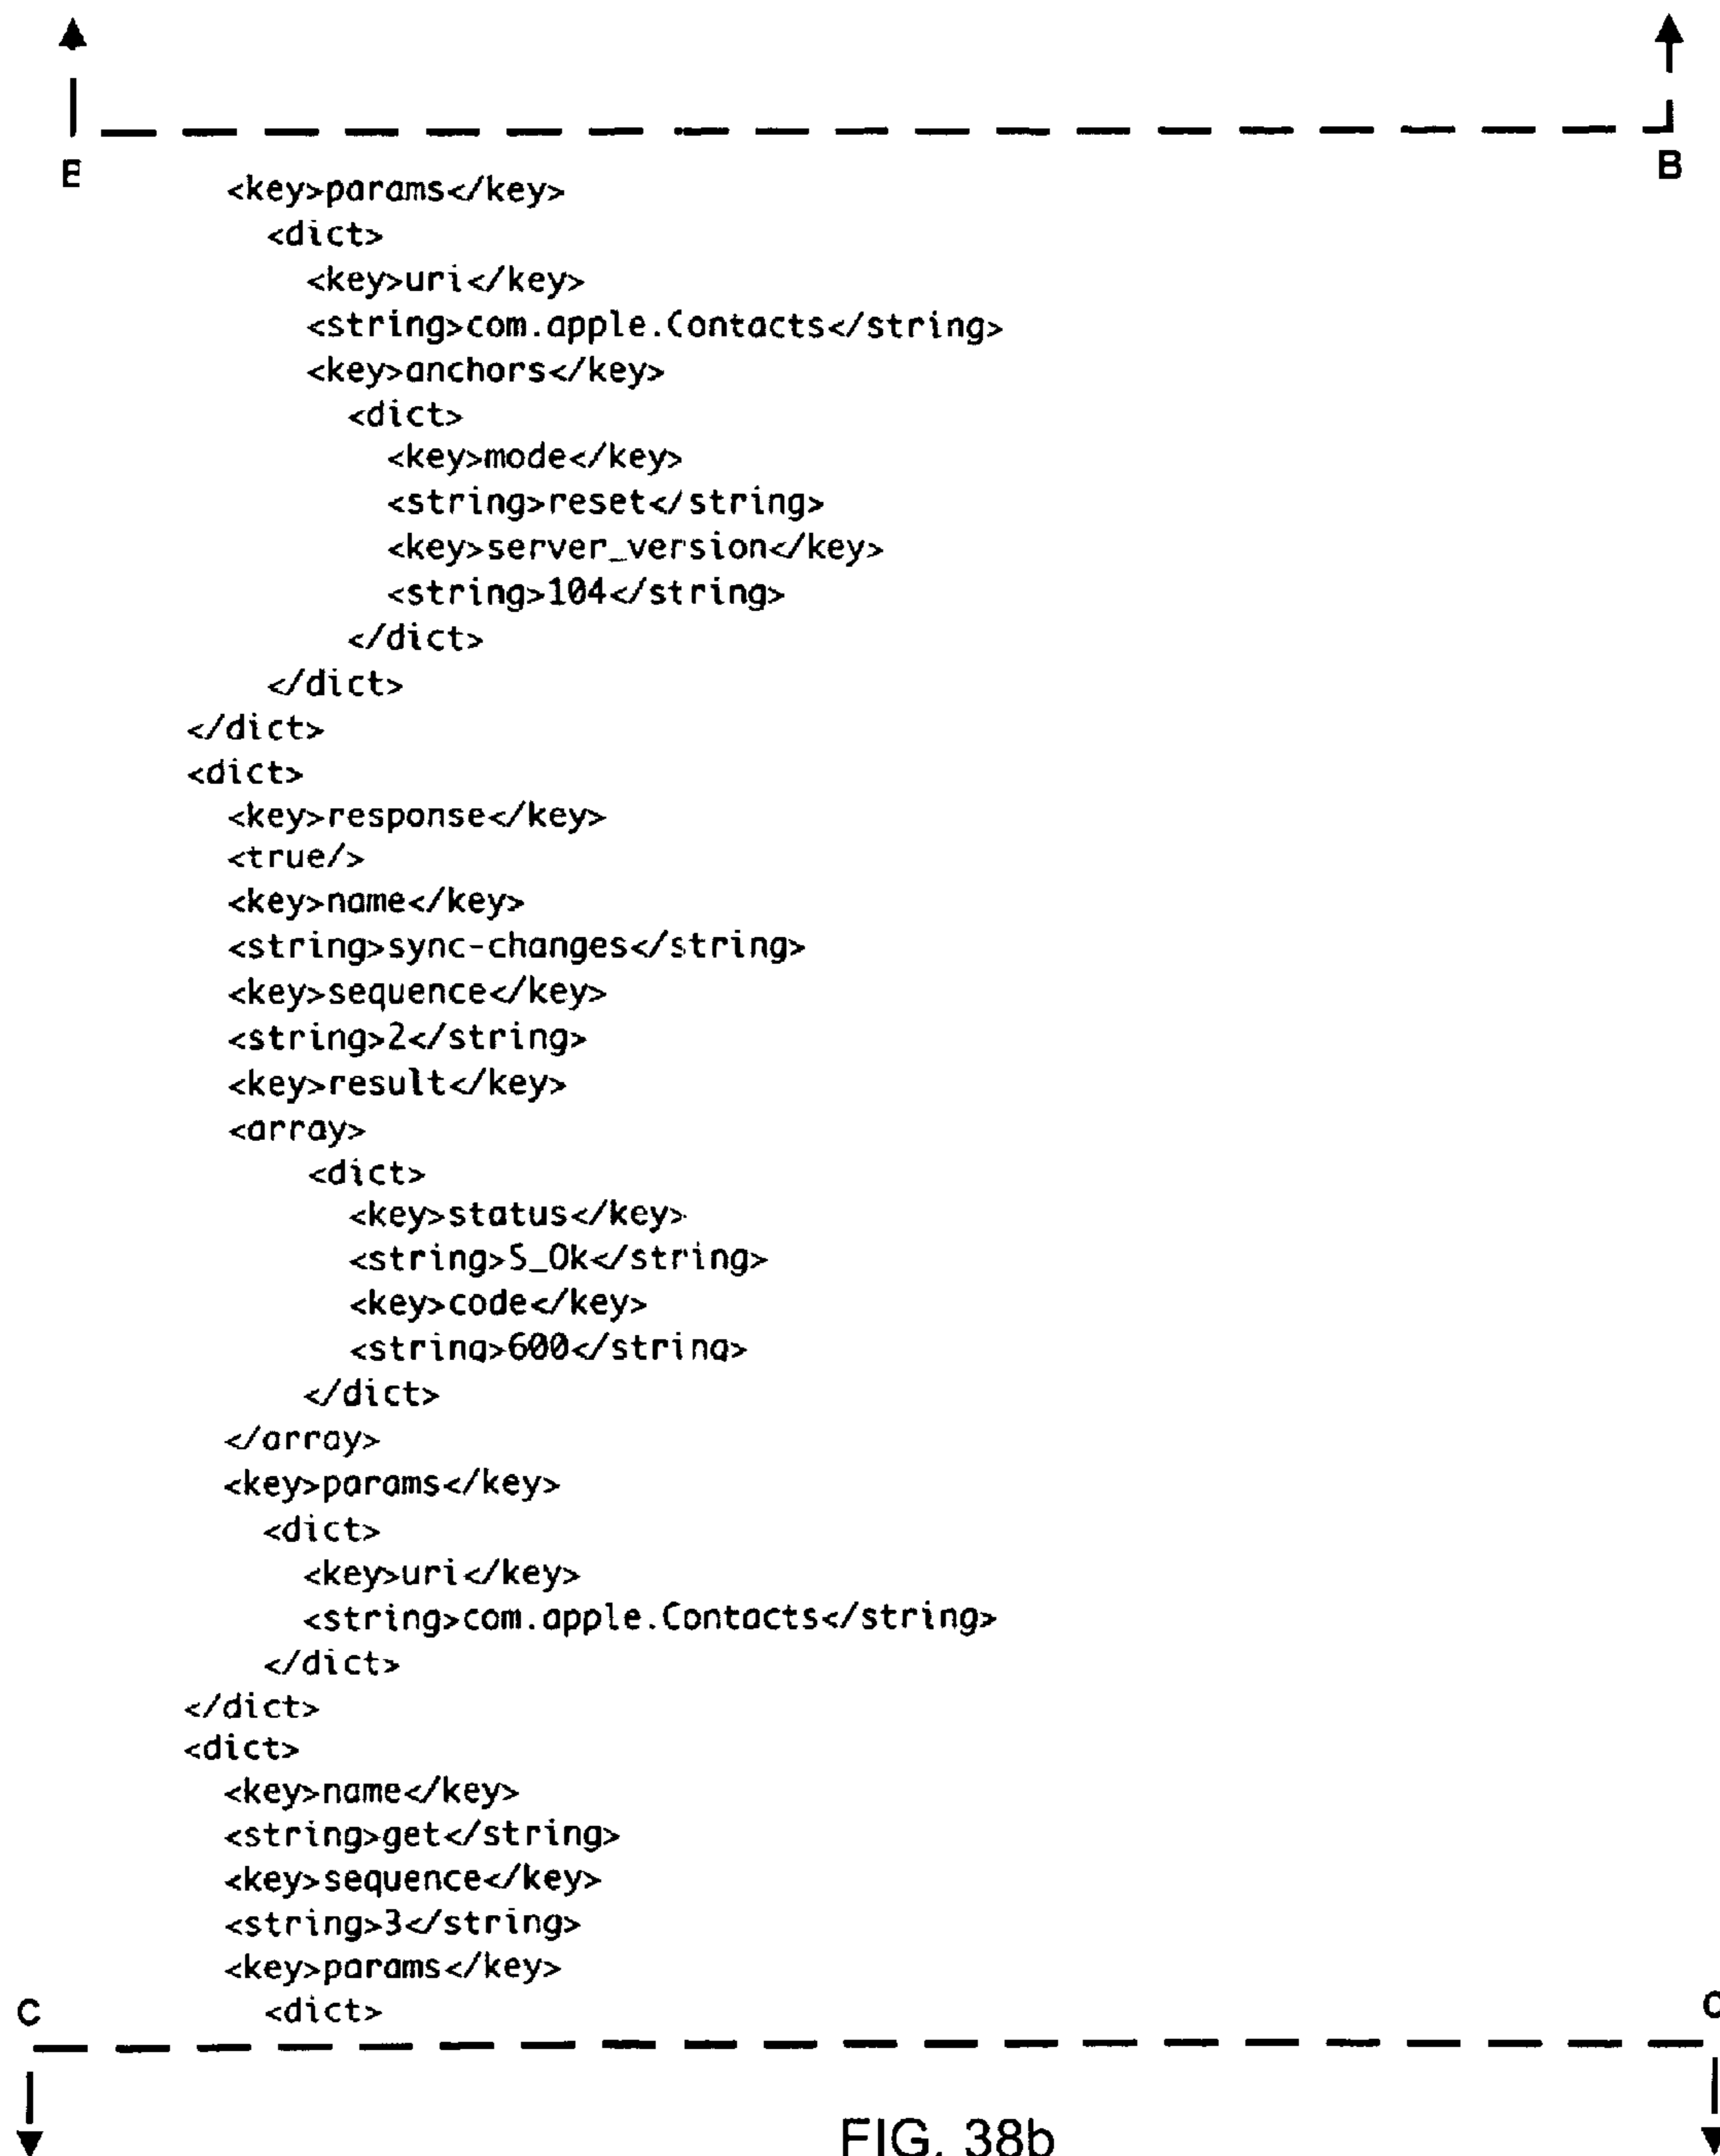 B B
<key>params</key>
<dict>
<key>uri</key>
<string>com.apple.Contacts</string>
<key>anchors</key>
<dict>
<key>mode</key>
<string>reset</string>
<key>server_version</key>
<string>104</string>
</dict>
</dict>
</dict>
<dict>
<key>response</key>
<true/>
<key>name</key>
<string>sync-changes</string>
<key>sequence</key>
<string>2</string>
<key>result</key>
<array>
<dict>
<key>status</key>
<string>S_Ok</string>
<key>code</key>
<string>600</string>
</dict>
</array>
<key>params</key>
<dict>
<key>uri</key>
<string>com.apple.Contacts</string>
</dict>
</dict>
<dict>
<key>name</key>
<string>get</string>
<key>sequence</key>
<string>3</string>
<key>params</key>
<dict>
C C
FIG. 38b